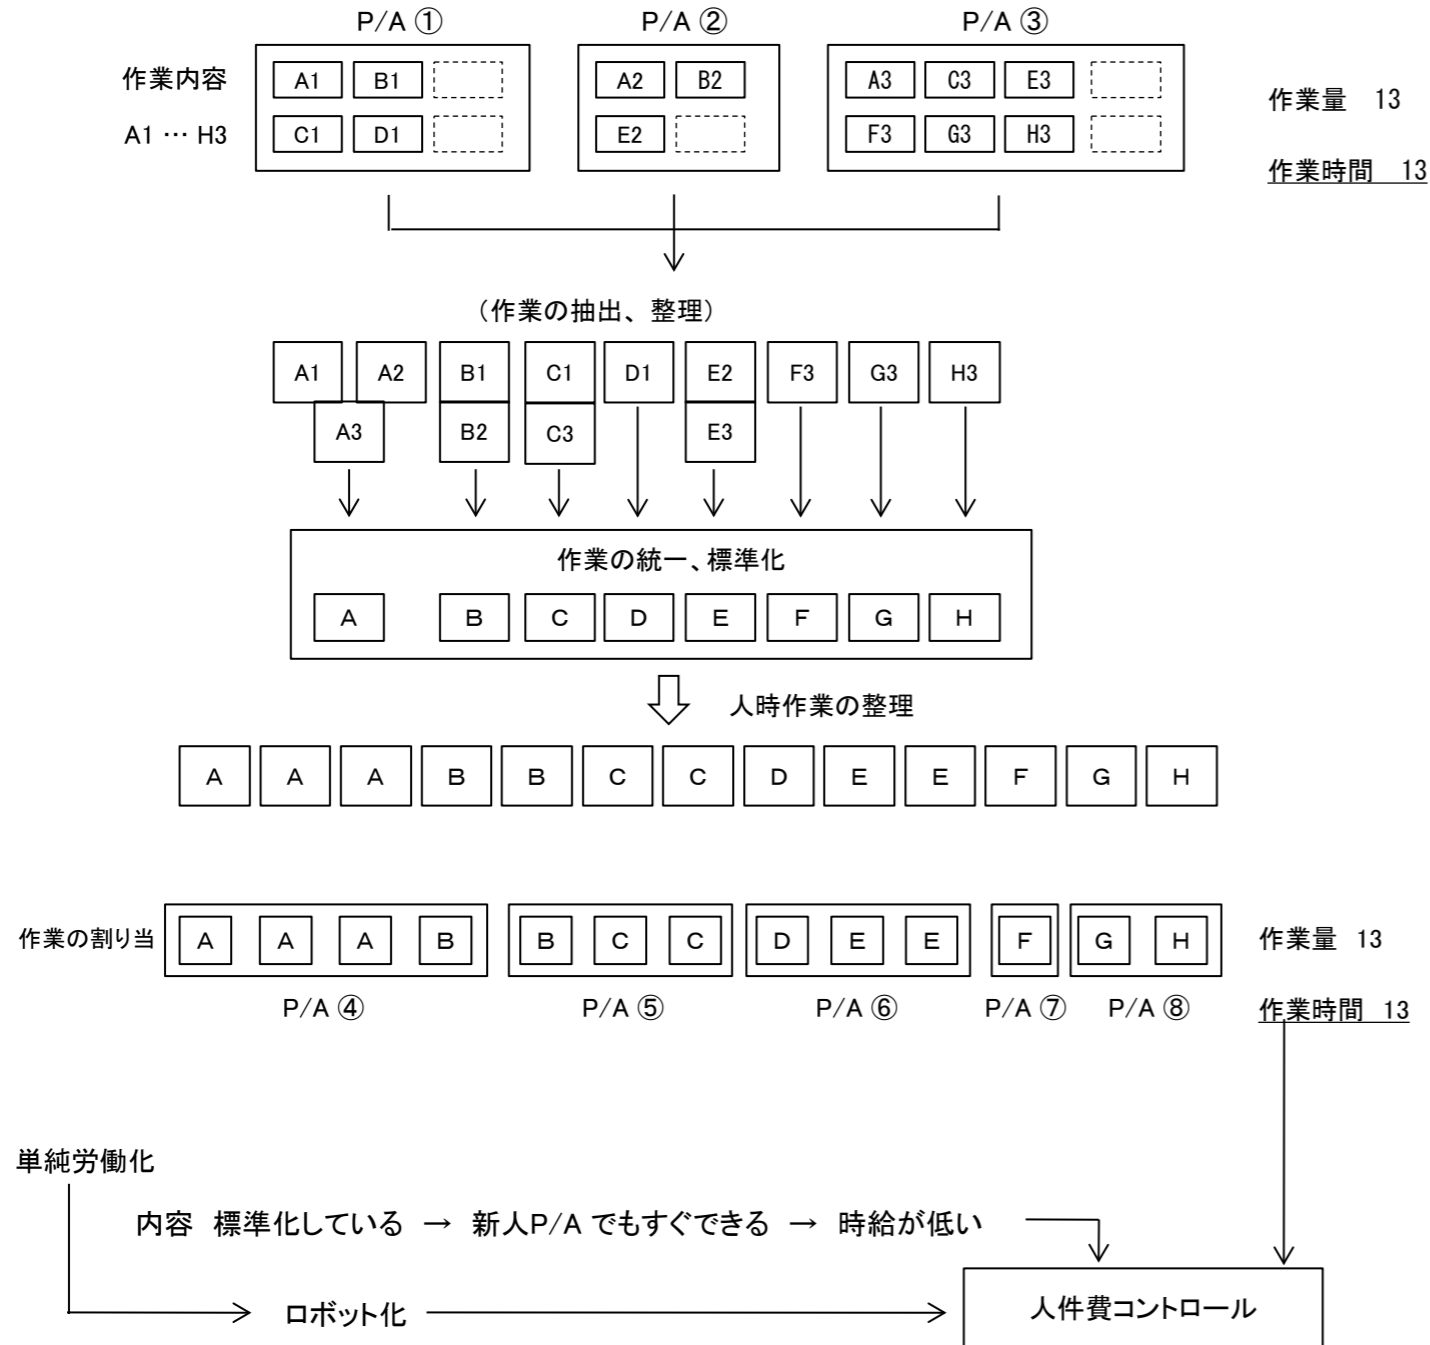 P/A ① P/A ② P/A ③
作業内容 A1 B1 A2 B2 A3 C3 E3
作業量 13
A1 … H3 C1 D1 E2 F3 G3 H3
作業時間 13
（作業の抽出、整理）
A1 A2 B1 C1 D1 E2 F3 G3 H3
A3 B2 C3 E3
作業の統一、標準化
A B C D E F G H
人時作業の整理
A A A B B C C D E E F G H
作業の割り当 A A A B B C C D E E F G H 作業量 13
P/A ④ P/A ⑤ P/A ⑥ P/A ⑦ P/A ⑧ 作業時間 13
単純労働化
内容 標準化している → 新人P/A でもすぐできる → 時給が低い
ロボット化 人件費コントロール